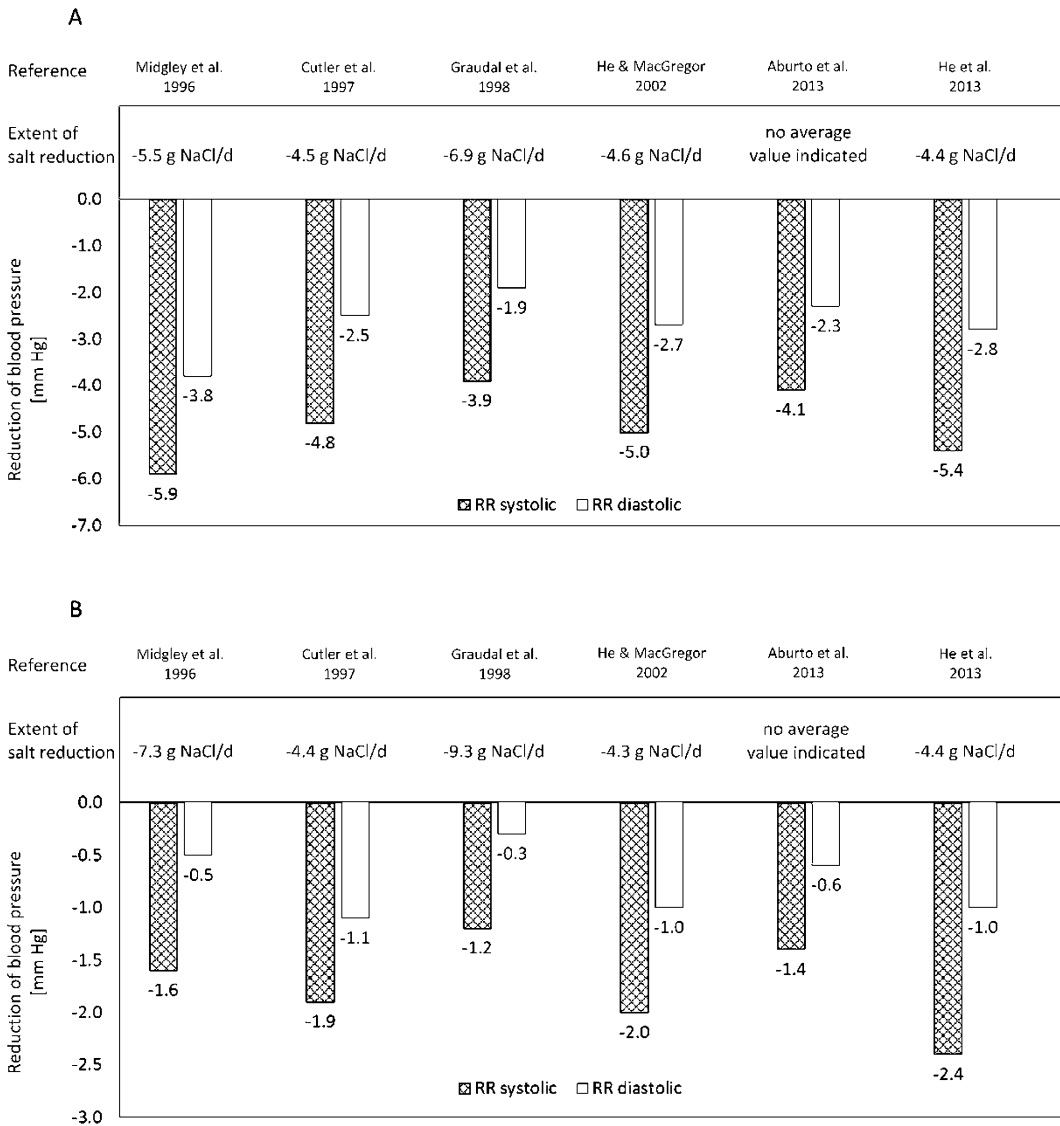 A
Reference
Midgley et al.
1996
Cutler et al.
1997
Graudal et al.
1998
He & MacGregor
2002
Aburto et al.
2013
He et al.
2013
Extent of
salt reduction
-5.5 g NaCl/d
-4.5 g NaCl/d
-6.9 g NaCl/d
-4.6 g NaCl/d
no average
value indicated
-4.4 g NaCl/d
Reduction of blood pressure
[mm Hg]
0.0
-1.0
-2.0
-3.0
-4.0
-5.0
-6.0
-7.0
-5.9
-3.8
-4.8
-2.5
-3.9
-1.9
-5.0
-2.7
-4.1
-2.3
-5.4
-2.8
RR systolic RR diastolic
B
Reference
Midgley et al.
1996
Cutler et al.
1997
Graudal et al.
1998
He & MacGregor
2002
Aburto et al.
2013
He et al.
2013
Extent of
salt reduction
-7.3 g NaCl/d
-4.4 g NaCl/d
-9.3 g NaCl/d
-4.3 g NaCl/d
no average
value indicated
-4.4 g NaCl/d
Reduction of blood pressure
[mm Hg]
0.0
-0.5
-1.0
-1.5
-2.0
-2.5
-3.0
-1.6
-0.5
-1.9
-1.1
-1.2
-0.3
-2.0
-1.0
-1.4
-0.6
-2.4
-1.0
RR systolic RR diastolic